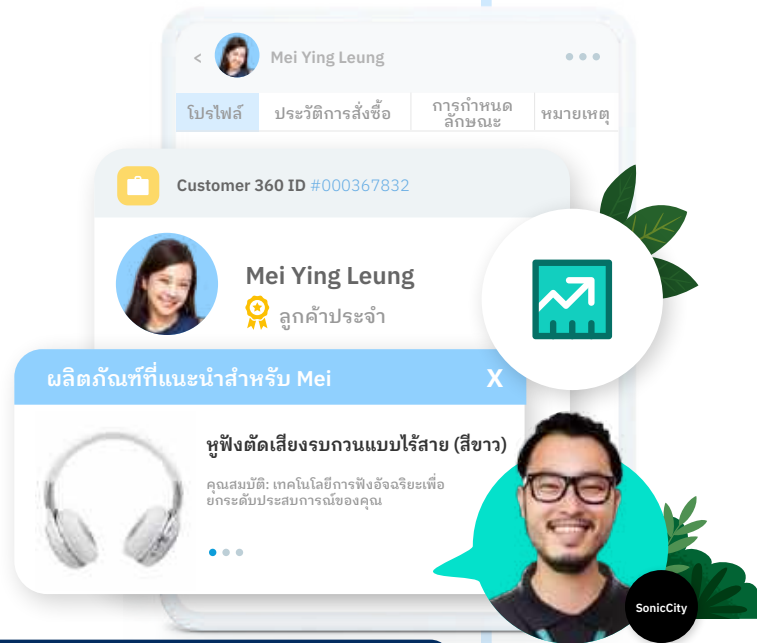 < Mei Ying Leung
โปรไฟล์ ประวัติการสั่งซื้อ การกำหนด
ลักษณะ หมายเหตุ
Customer 360 ID #000367832
Mei Ying Leung
ลูกค้าประจำ
ผลิตภัณฑ์ที่แนะนำสำหรับ Mei X
หูฟังตัดเสียงรบกวนแบบไร้สาย (สีขาว)
คุณสมบัติ: เทคโนโลยีการฟังอัจฉริยะเพื่อ
ยกระดับประสบการณ์ของคุณ
SonicCity